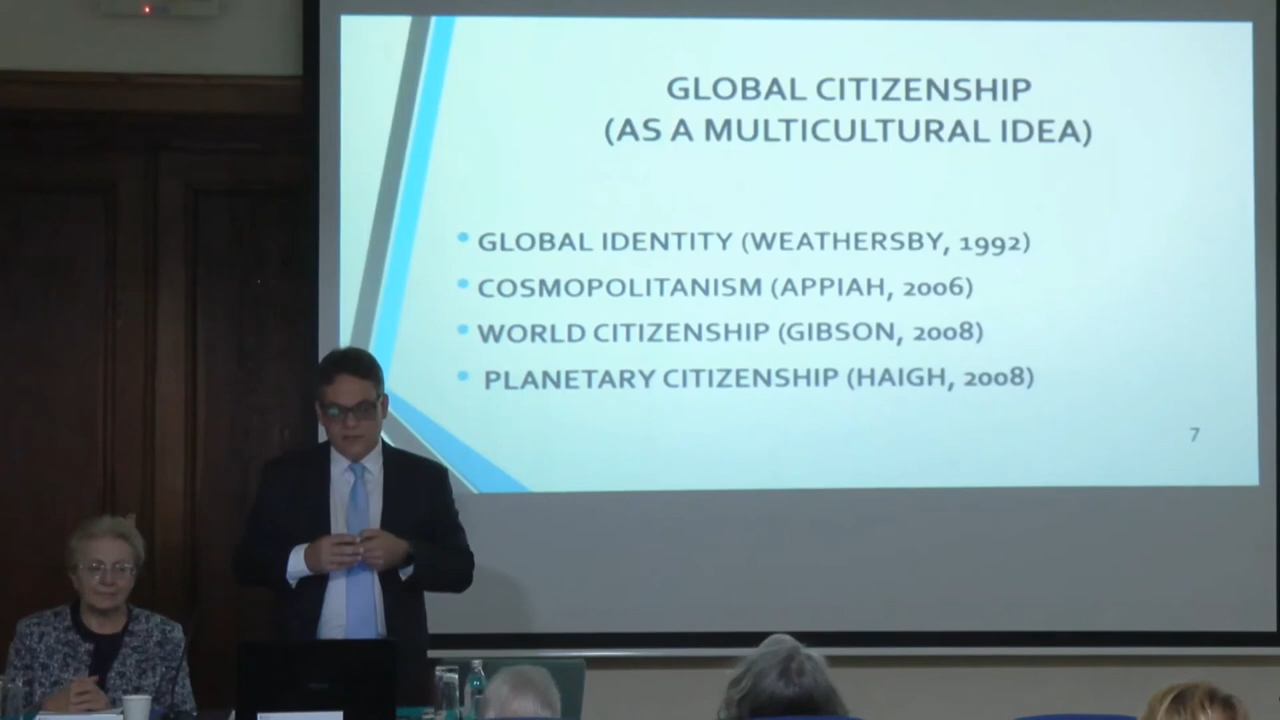 GLOBAL CITIZENSHIP
(AS A MULTICULTURAL IDEA)
• GLOBAL IDENTITY (WEATHERSBY, 1992)
• COSMOPOLITANISM (APPIAH, 2006)
• WORLD CITIZENSHIP (GIBSON, 2008)
• PLANETARY CITIZENSHIP (HAIGH, 2008)
7